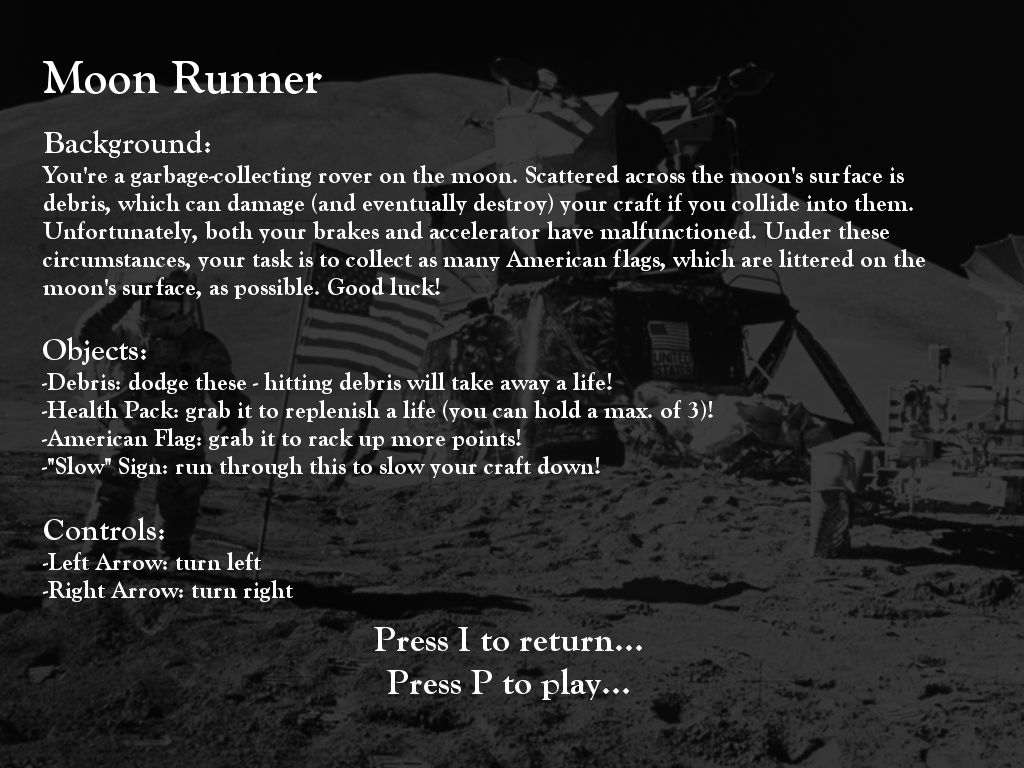 Moon Runner
Background:
You're a garbage-collecting rover on the moon. Scattered across the moon's surface is
debris, which can damage (and eventually destroy) your craft if you collide into them.
Unfortunately, both your brakes and accelerator have malfunctioned. Under these
circumstances, your task is to collect as many American flags, which are littered on the
moon's surface, as possible. Good luck!
Objects:
-Debris: dodge these - hitting debris will take away a life!
-Health Pack: grab it to replenish a life (you can hold a max. of 3)!
-American Flag: grab it to rack up more points!
-"Slow" Sign: run through this to slow your craft down!
Controls:
-Left Arrow: turn left
-Right Arrow: turn right
Press I to return...
Press P to play...
UNITED
STATES